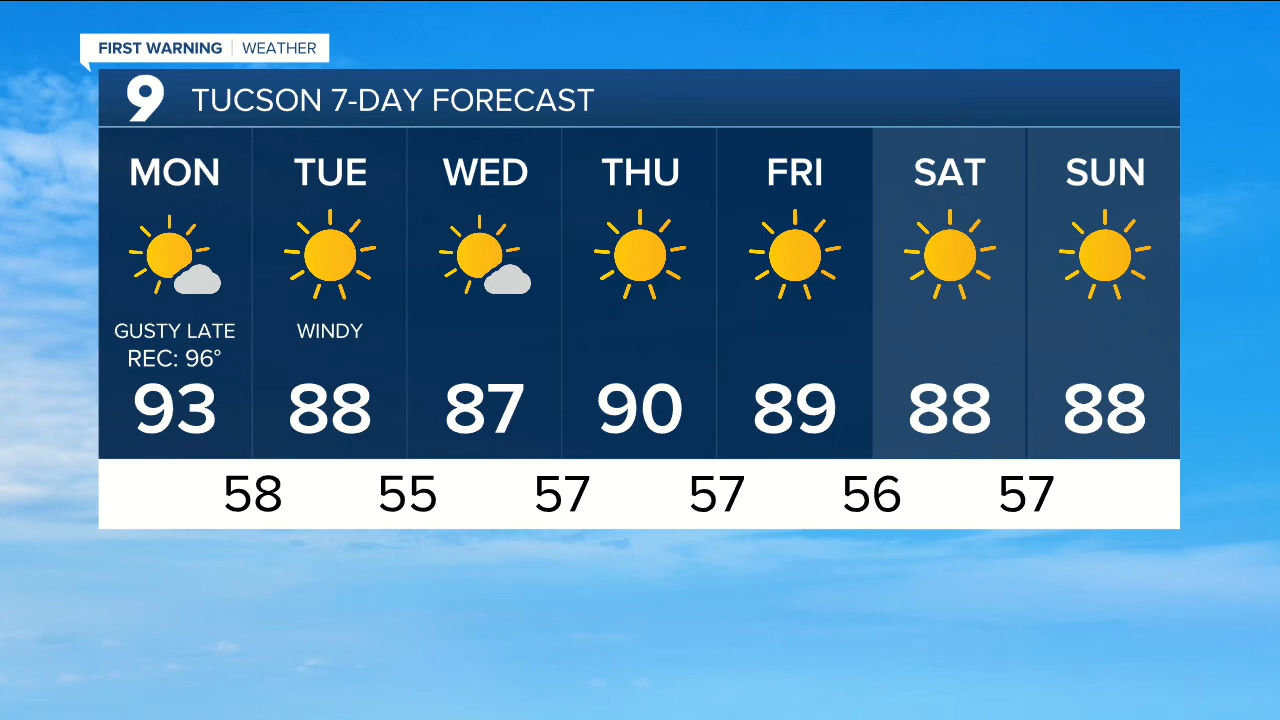 FIRST WARNING | WEATHER
9 TUCSON 7-DAY FORECAST
MON TUE WED THU FRI SAT SUN
GUSTY LATE WINDY
REC: 96°
93 88 87 90 89 88 88
58 55 57 57 56 57